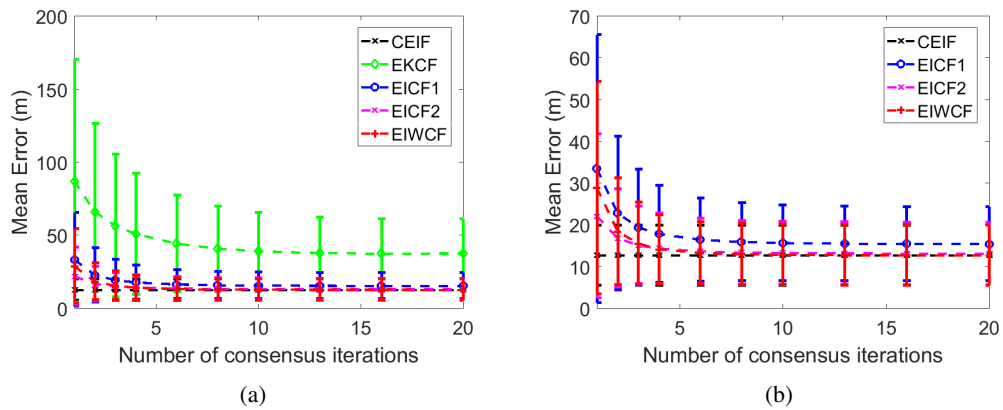 200
150
100
50
0
Mean Error (m)
5
10
15
20
Number of consensus iterations
CEIF
EKCF
EICF1
EICF2
EIWCF
(a)
70
60
50
40
30
20
10
0
Mean Error (m)
5
10
15
20
Number of consensus iterations
CEIF
EICF1
EICF2
EIWCF
(b)